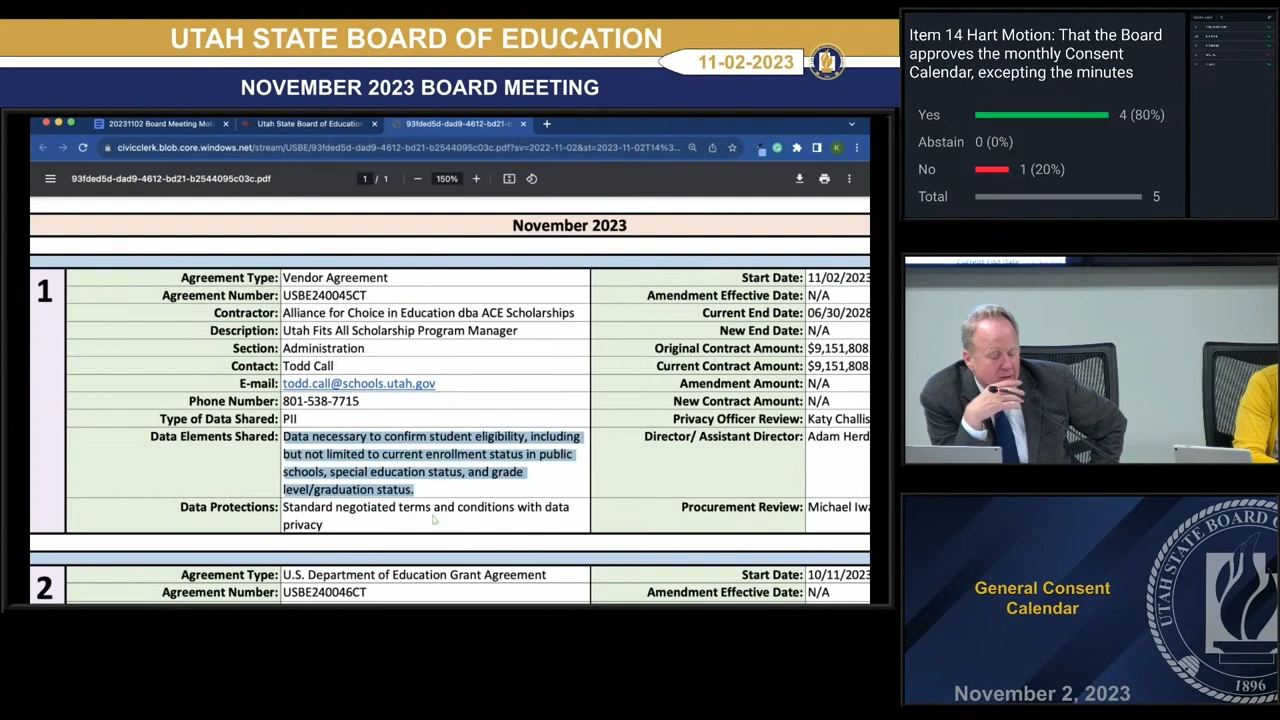 UTAH STATE BOARD OF EDUCATION
11-02-2023
NOVEMBER 2023 BOARD MEETING
20231102 Board Meeting Mot
Utah State Board of Education
93fded5d-dad9-4612-bd21-
civicclerk.blob.core.windows.net/stream/USBE/93fded5d-dad9-4612-bd21-b2544095c03c.pdf?sv=2022-11-02&st=2023-11-02T14%3...
K
93fded5d-dad9-4612-bd21-b2544095c03c.pdf
1 / 1
150%
November 2023
1
Agreement Type: Vendor Agreement
Start Date: 11/02/2023
Agreement Number: USBE240045CT
Amendment Effective Date: N/A
Contractor: Alliance for Choice in Education dba ACE Scholarships
Current End Date: 06/30/2028
Description: Utah Fits All Scholarship Program Manager
New End Date: N/A
Section: Administration
Original Contract Amount: $9,151,808
Contact: Todd Call
Current Contract Amount: $9,151,808
E-mail: todd.call@schools.utah.gov
Amendment Amount: N/A
Phone Number: 801-538-7715
New Contract Amount: N/A
Type of Data Shared: PII
Privacy Officer Review: Katy Challis
Data Elements Shared: Data necessary to confirm student eligibility, including
but not limited to current enrollment status in public
schools, special education status, and grade
level/graduation status.
Director/ Assistant Director: Adam Herd
Data Protections: Standard negotiated terms and conditions with data
privacy
Procurement Review: Michael Iwa
2
Agreement Type: U.S. Department of Education Grant Agreement
Start Date: 10/11/2023
Agreement Number: USBE240046CT
Amendment Effective Date: N/A
Item 14 Hart Motion: That the Board
approves the monthly Consent
Calendar, excepting the minutes
Yes 4 (80%)
Abstain 0 (0%)
No 1 (20%)
Total 5
Current End Date
General Consent
Calendar
UTAH STATE BOARD O
1896
November 2, 2023